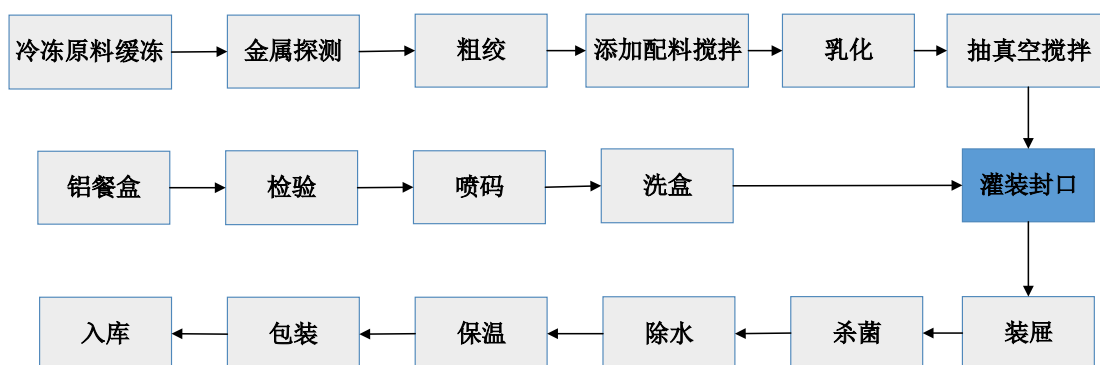 冷冻原料缓冻
金属探测
粗绞
添加配料搅拌
乳化
抽真空搅拌
铝餐盒
检验
喷码
洗盒
灌装封口
入库
包装
保温
除水
杀菌
装屉